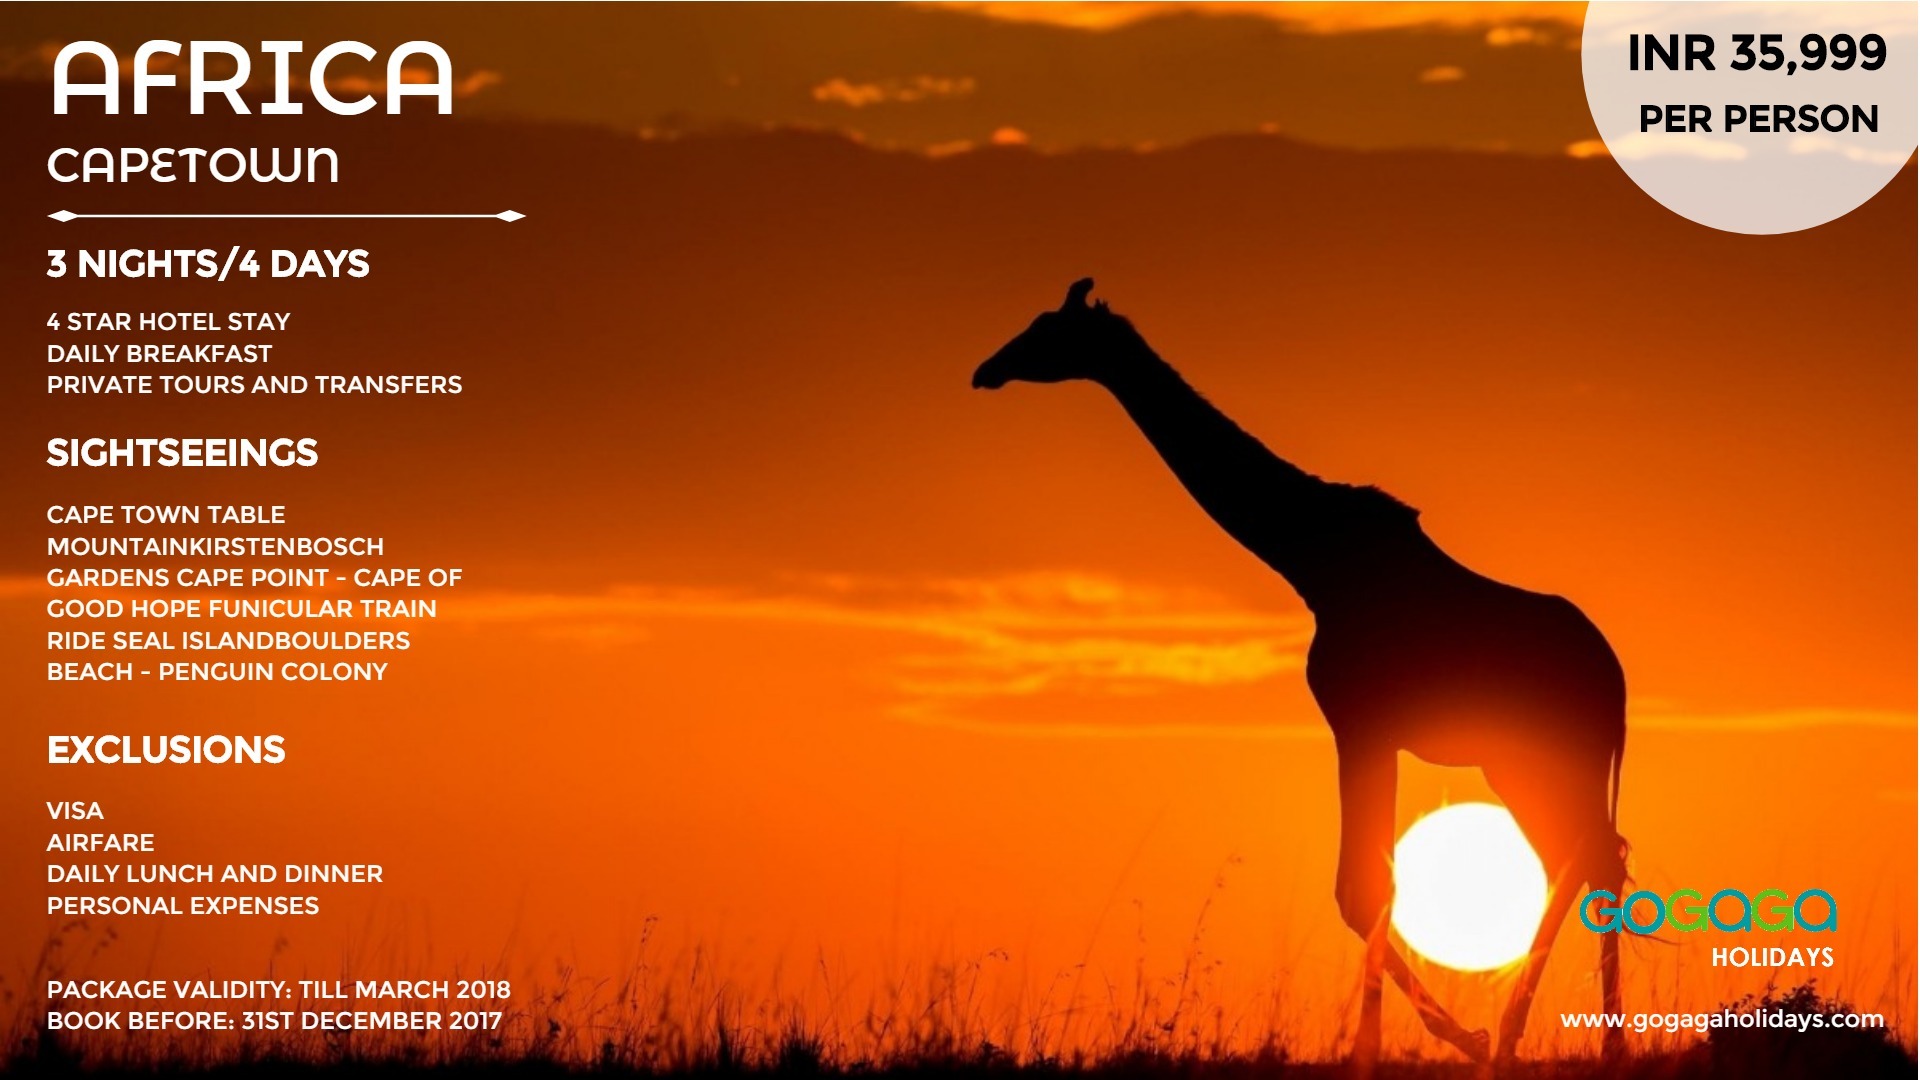 AFRICA
CAPETOWN
3 NIGHTS/4 DAYS
4 STAR HOTEL STAY
DAILY BREAKFAST
PRIVATE TOURS AND TRANSFERS
SIGHTSEEINGS
CAPE TOWN TABLE
MOUNTAINKIRSTENBOSCH
GARDENS CAPE POINT - CAPE OF
GOOD HOPE FUNICULAR TRAIN
RIDE SEAL ISLANDBOULDERS
BEACH - PENGUIN COLONY
EXCLUSIONS
VISA
AIRFARE
DAILY LUNCH AND DINNER
PERSONAL EXPENSES
PACKAGE VALIDITY: TILL MARCH 2018
BOOK BEFORE: 31ST DECEMBER 2017
INR 35,999
PER PERSON
GOGAGA
HOLIDAYS
www.gogagaholidays.com